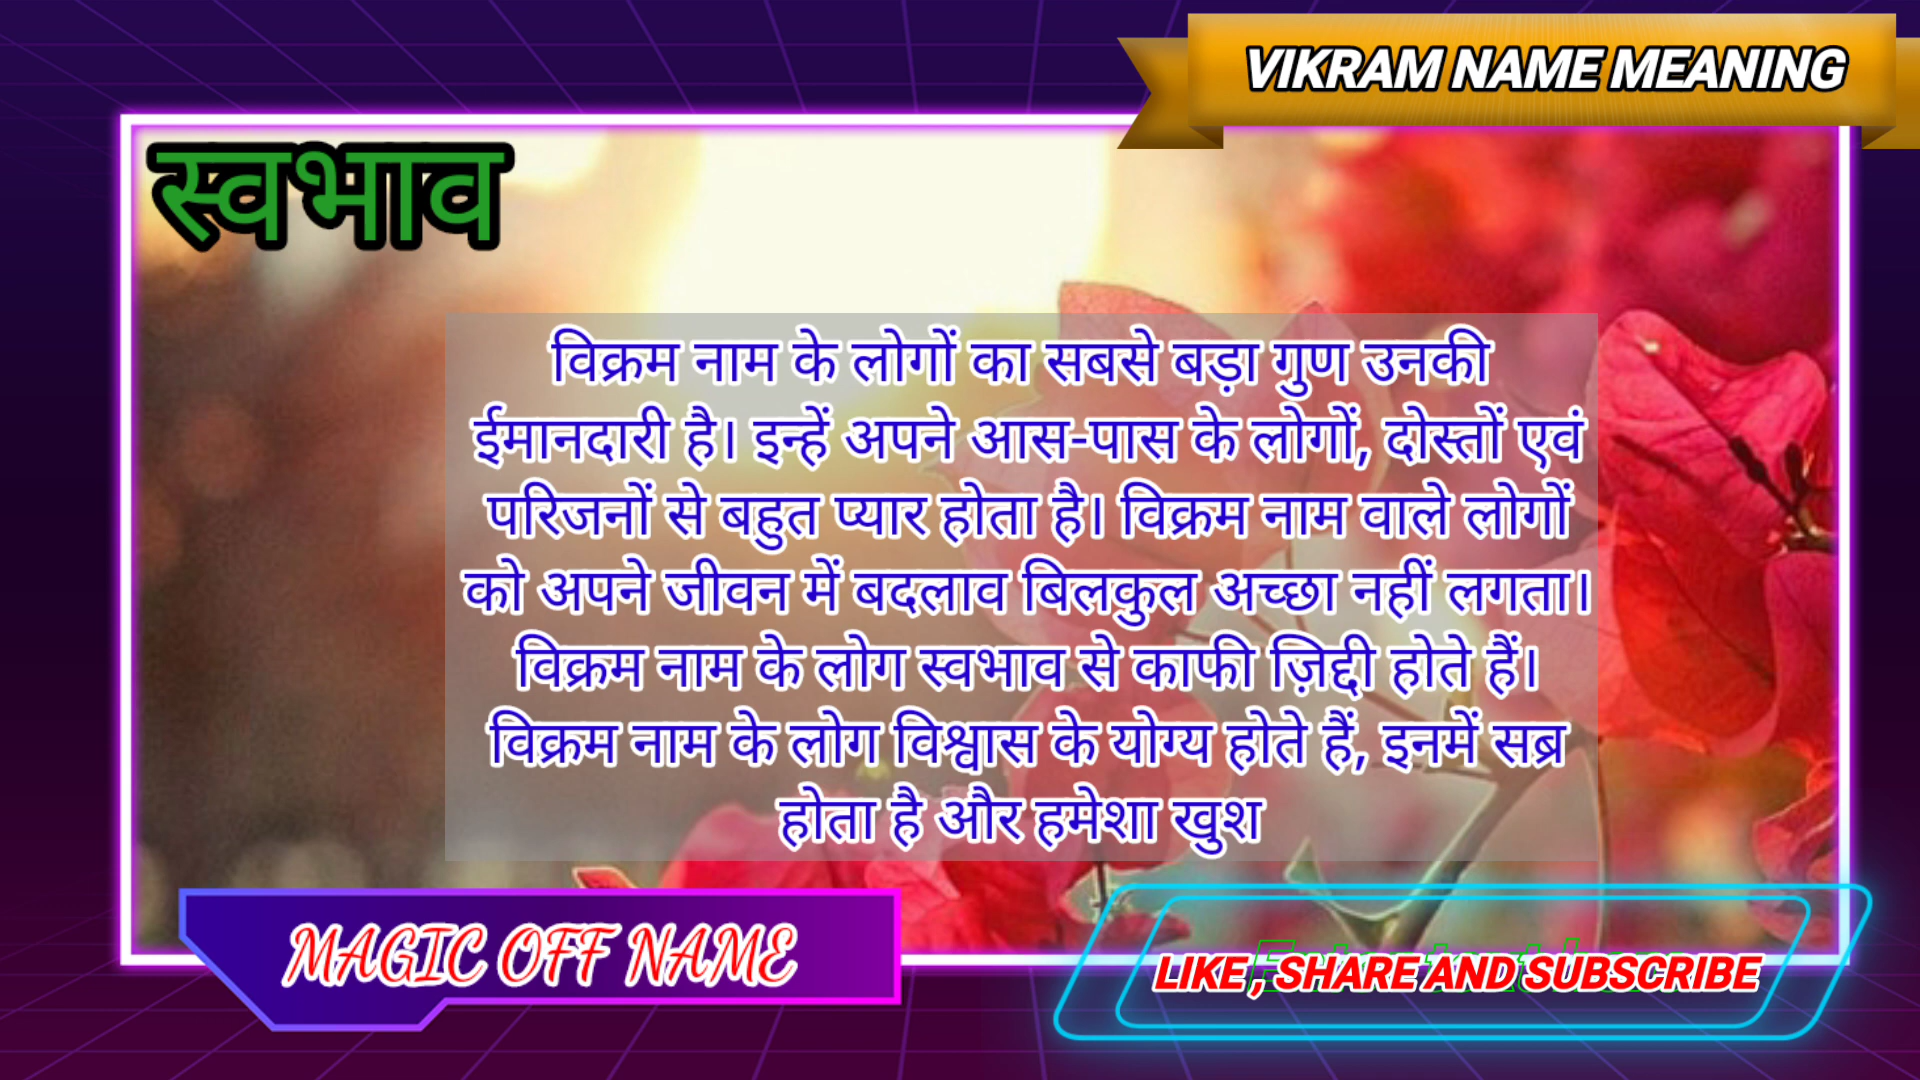 VIKRAM NAME MEANING
स्वभाव
विक्रम नाम के लोगों का सबसे बड़ा गुण उनकी
ईमानदारी है। इन्हें अपने आस-पास के लोगों, दोस्तों एवं
परिजनों से बहुत प्यार होता है। विक्रम नाम वाले लोगों
को अपने जीवन में बदलाव बिलकुल अच्छा नहीं लगता।
विक्रम नाम के लोग स्वभाव से काफी ज़िद्दी होते हैं।
विक्रम नाम के लोग विश्वास के योग्य होते हैं, इनमें सब्र
होता है और हमेशा खुश
MAGIC OFF NAME
LIKE , SHARE AND SUBSCRIBE